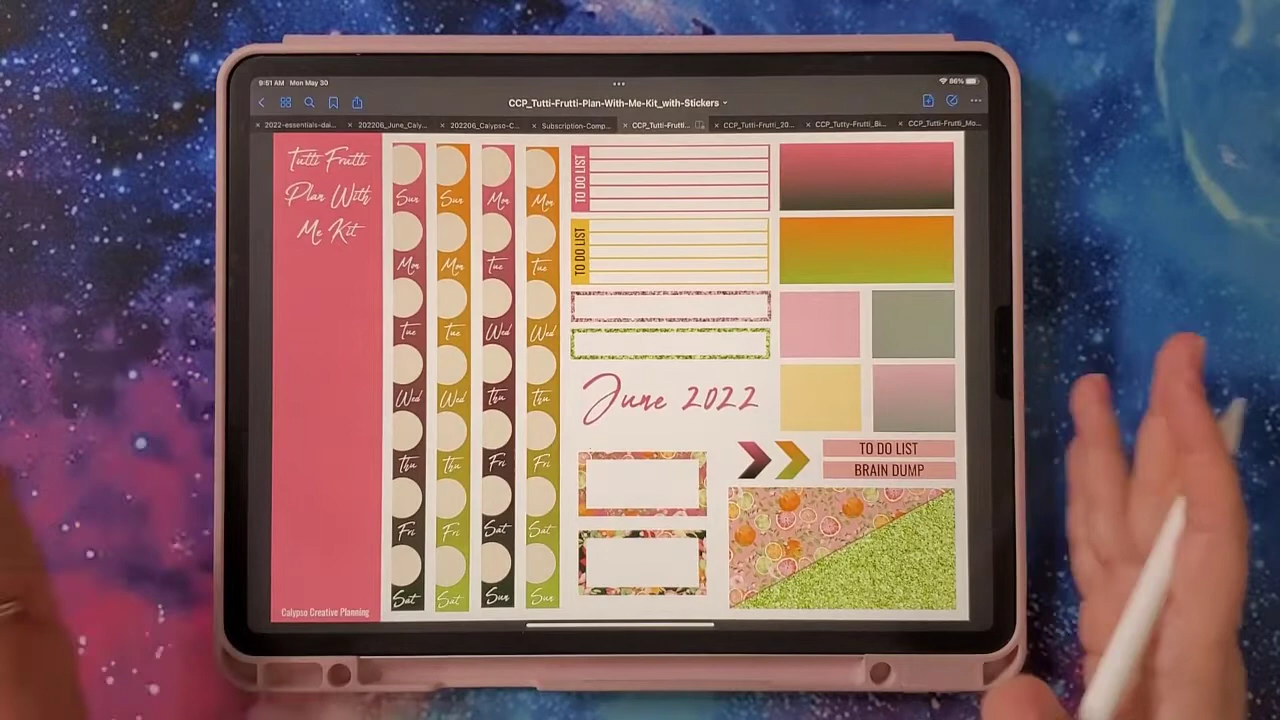 9:51 AM Mon May 30
86%
CCP_Tutti-Frutti-Plan-With-Me-Kit_with-Stickers
2022-essentials-dai...
202206_June_Caly...
202206_Calypso-C...
Subscription-Comp...
CCP_Tutti-Frutti...
CCP_Tutti-Frutti_20...
CCP_Tutty-Frutti_Bi...
CCP_Tutti-Frutti_Mo...
Tutti Frutti
Plan With
Me Kit
Calypso Creative Planning
Sun
Mon
Tue
Wed
Thu
Fri
Sat
Sun
Mon
Tue
Wed
Thu
Fri
Sat
Mon
Tue
Wed
Thu
Fri
Sat
Sun
Mon
Tue
Wed
Thu
Fri
Sat
Sun
TO DO LIST
TO DO LIST
June 2022
TO DO LIST
BRAIN DUMP